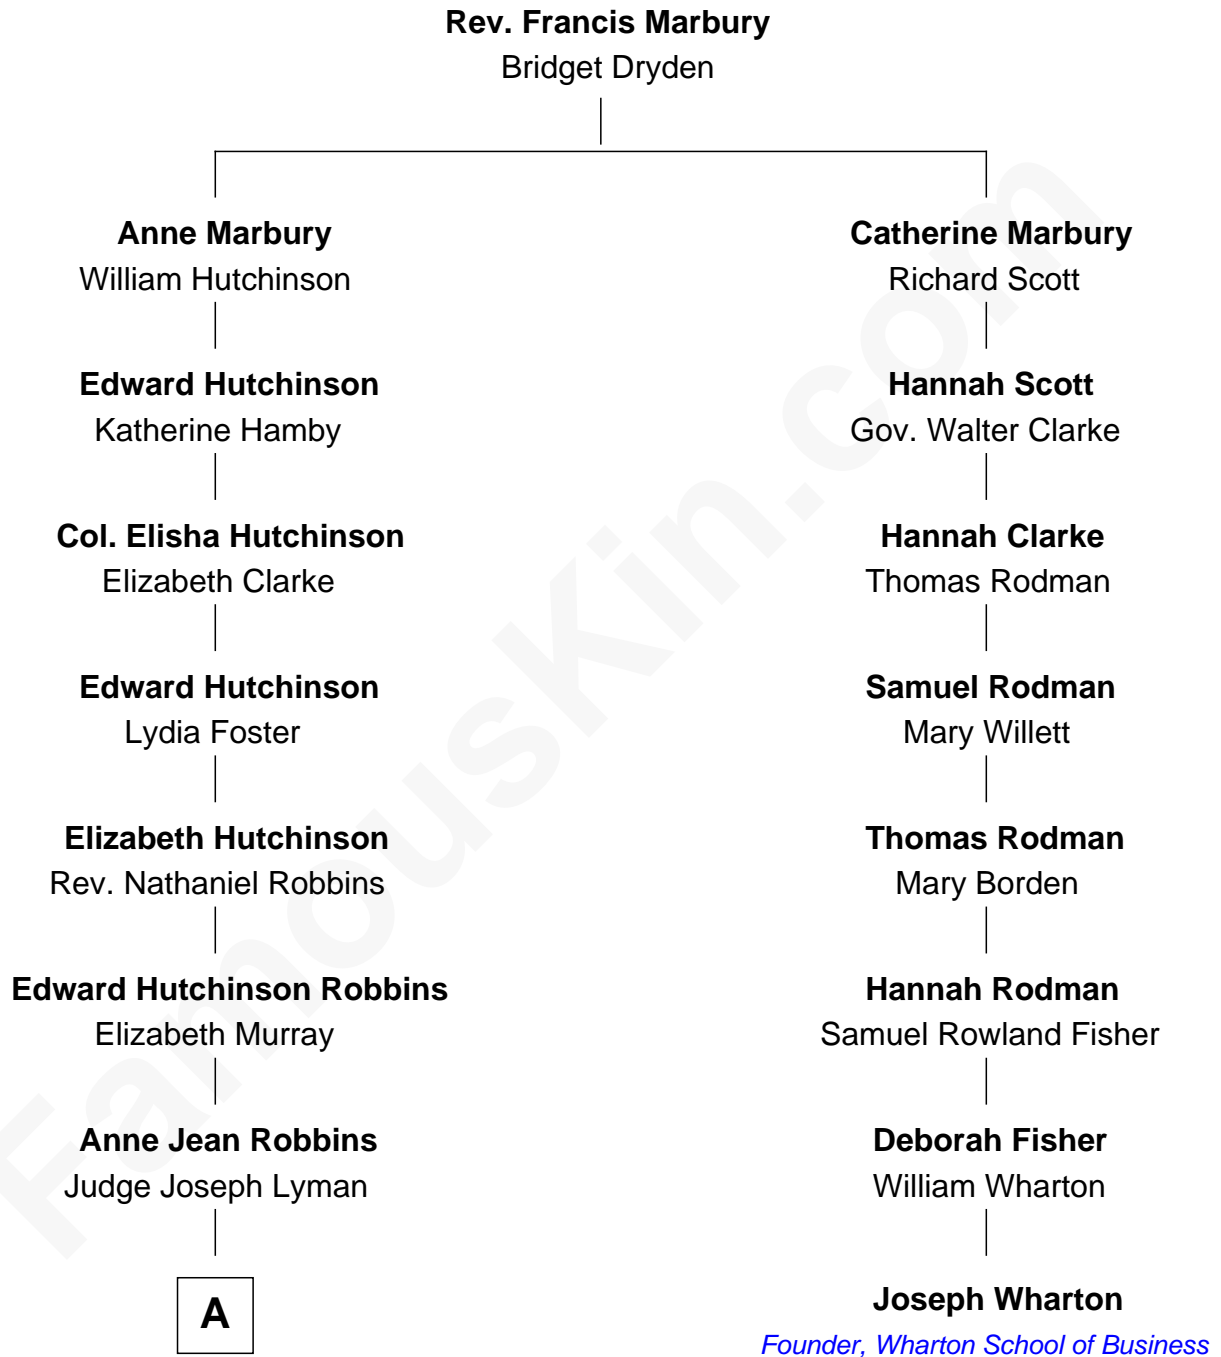 Rev. Francis Marbury
Bridget Dryden
Anne Marbury
William Hutchinson
Catherine Marbury
Richard Scott
Edward Hutchinson
Katherine Hamby
Hannah Scott
Gov. Walter Clarke
Col. Elisha Hutchinson
Elizabeth Clarke
Hannah Clarke
Thomas Rodman
Edward Hutchinson
Lydia Foster
Samuel Rodman
Mary Willett
Elizabeth Hutchinson
Rev. Nathaniel Robbins
Thomas Rodman
Mary Borden
Edward Hutchinson Robbins
Elizabeth Murray
Hannah Rodman
Samuel Rowland Fisher
Anne Jean Robbins
Judge Joseph Lyman
Deborah Fisher
William Wharton
A
Joseph Wharton
Founder, Wharton School of Business
FamousKin.com